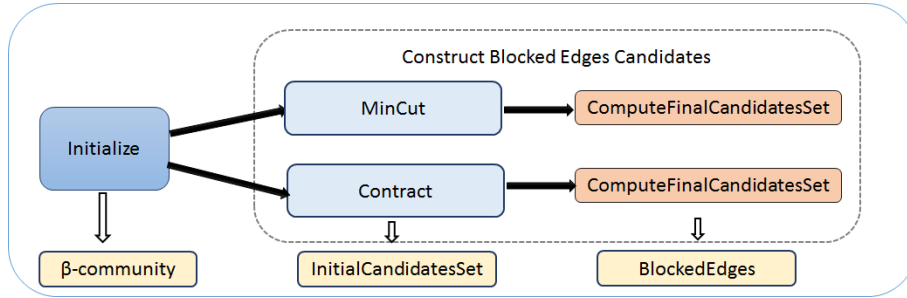 Construct Blocked Edges Candidates
MinCut
ComputeFinalCandidatesSet
Initialize
Contract
ComputeFinalCandidatesSet
β-community
InitialCandidatesSet
BlockedEdges